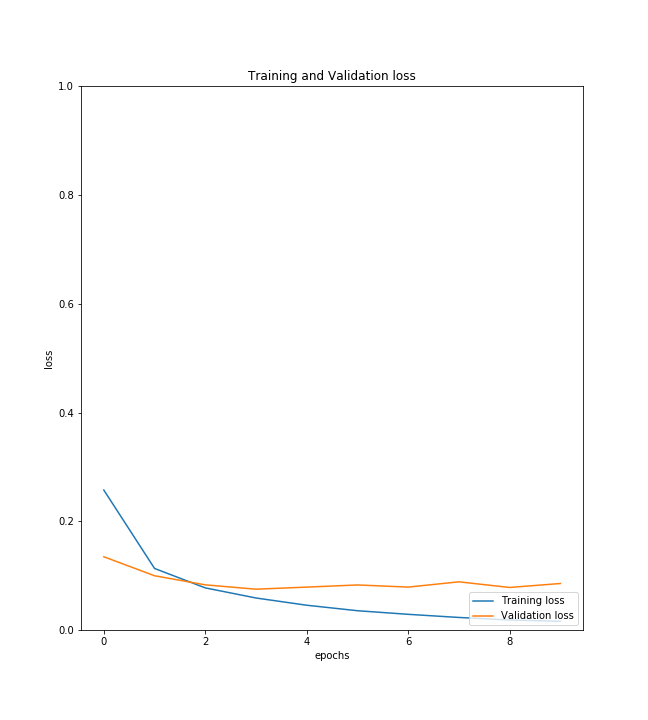 Training and Validation loss
1.0
0.8
0.6
0.4
0.2
0.0
loss
0 2 4 6 8
epochs
Training loss
Validation loss